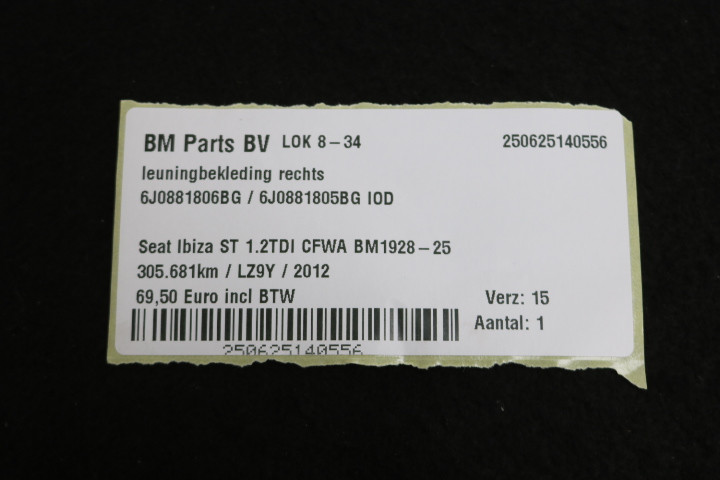 BM Parts BV LOK 8-34 250625140556
leuningbekleding rechts
6J0881806BG / 6J0881805BG IOD
Seat Ibiza ST 1.2TDI CFWA BM1928-25
305.681km / LZ9Y / 2012
69,50 Euro incl BTW Verz: 15
Aantal: 1
250625140556